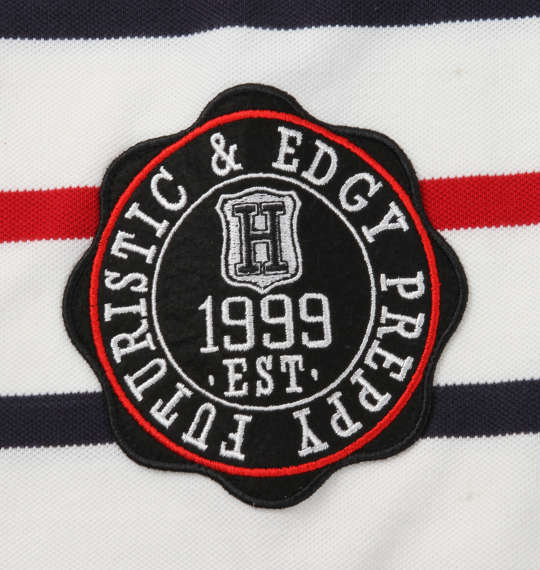 FUTURISTIC & EDGY PREPPY
H
1999
·EST·